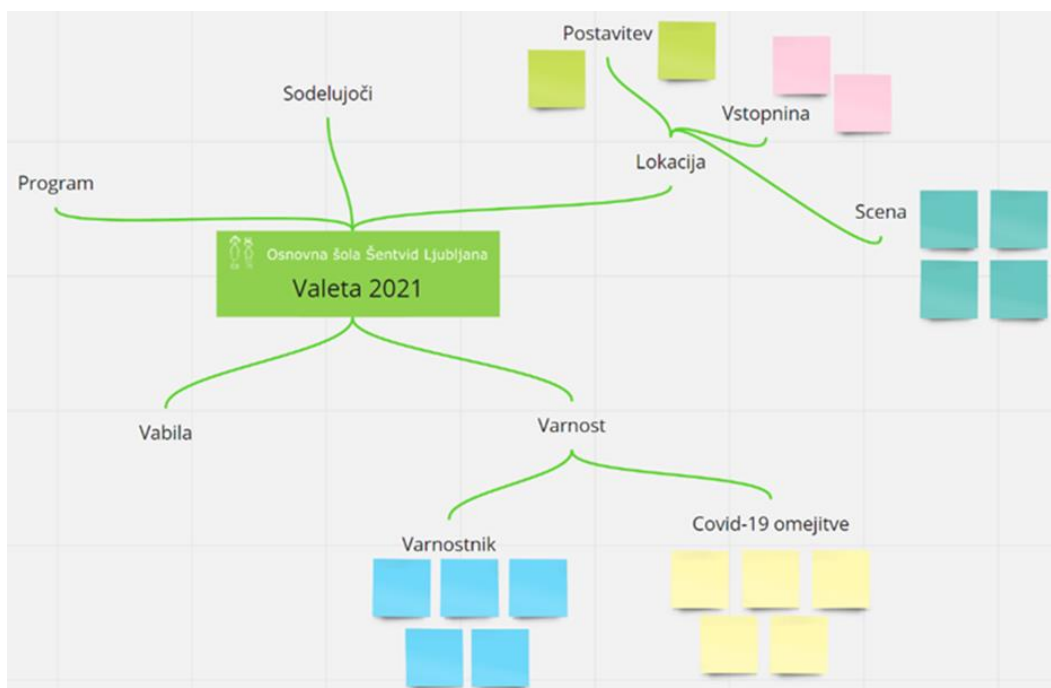 Postavitev
Sodelujoči
Vstopnina
Lokacija
Program
Scena
Osnovna šola Šentvid Ljubljana
Valeta 2021
Vabila
Varnost
Covid-19 omejitve
Varnostnik